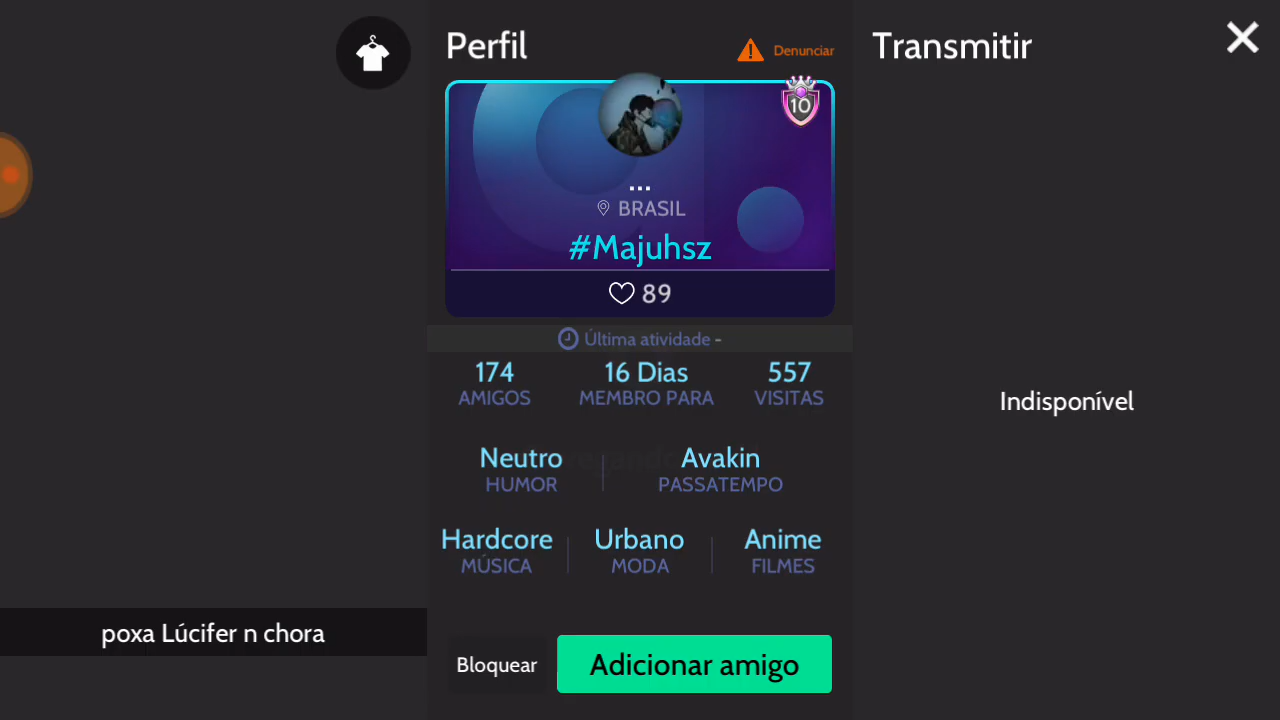 Perfil
Denunciar
10
...
BRASIL
#Majuhsz
89
Última atividade -
174
AMIGOS
16 Dias
MEMBRO PARA
557
VISITAS
Neutro
HUMOR
Avakin
PASSATEMPO
Hardcore
MÚSICA
Urbano
MODA
Anime
FILMES
Bloquear
Adicionar amigo
poxa Lúcifer n chora
Transmitir
Indisponível